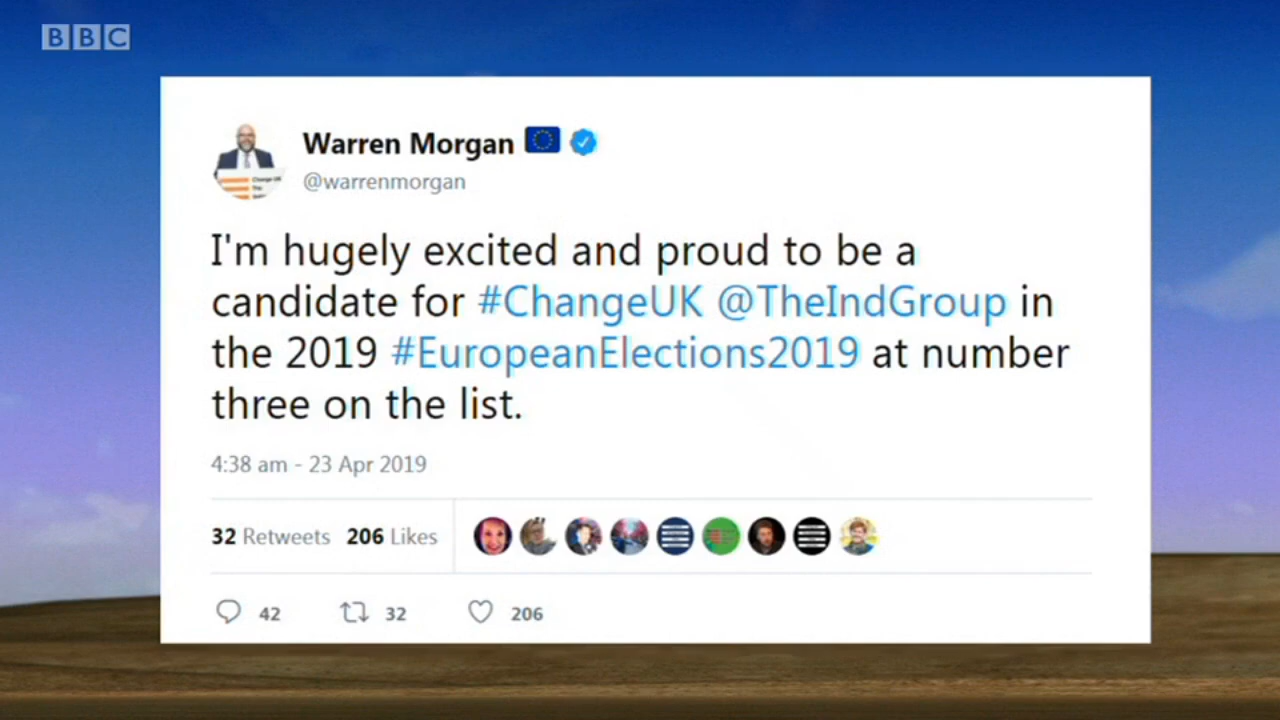 BBC
Warren Morgan
@warrenmorgan
I'm hugely excited and proud to be a
candidate for #ChangeUK @TheIndGroup in
the 2019 #EuropeanElections2019 at number
three on the list.
4:38 am - 23 Apr 2019
32 Retweets 206 Likes
42 32 206